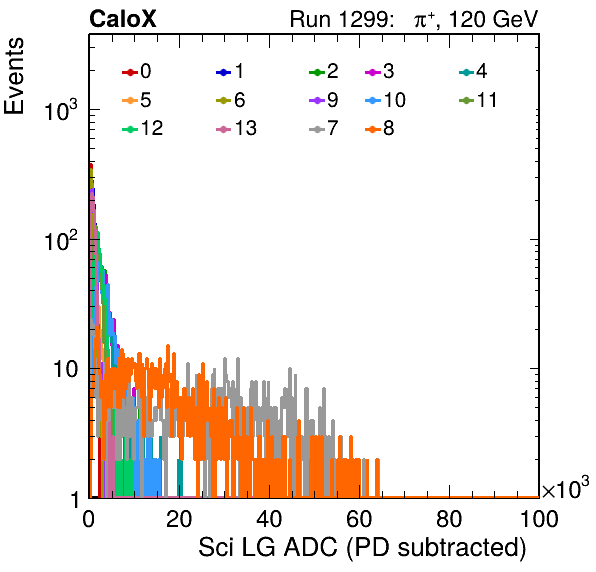 CaloX Run 1299: π⁺, 120 GeV
Events
0 1 2 3 4
5 6 9 10 11
12 13 7 8
10³
10²
10
1
0 20 40 60 80 100
×10³
Sci LG ADC (PD subtracted)